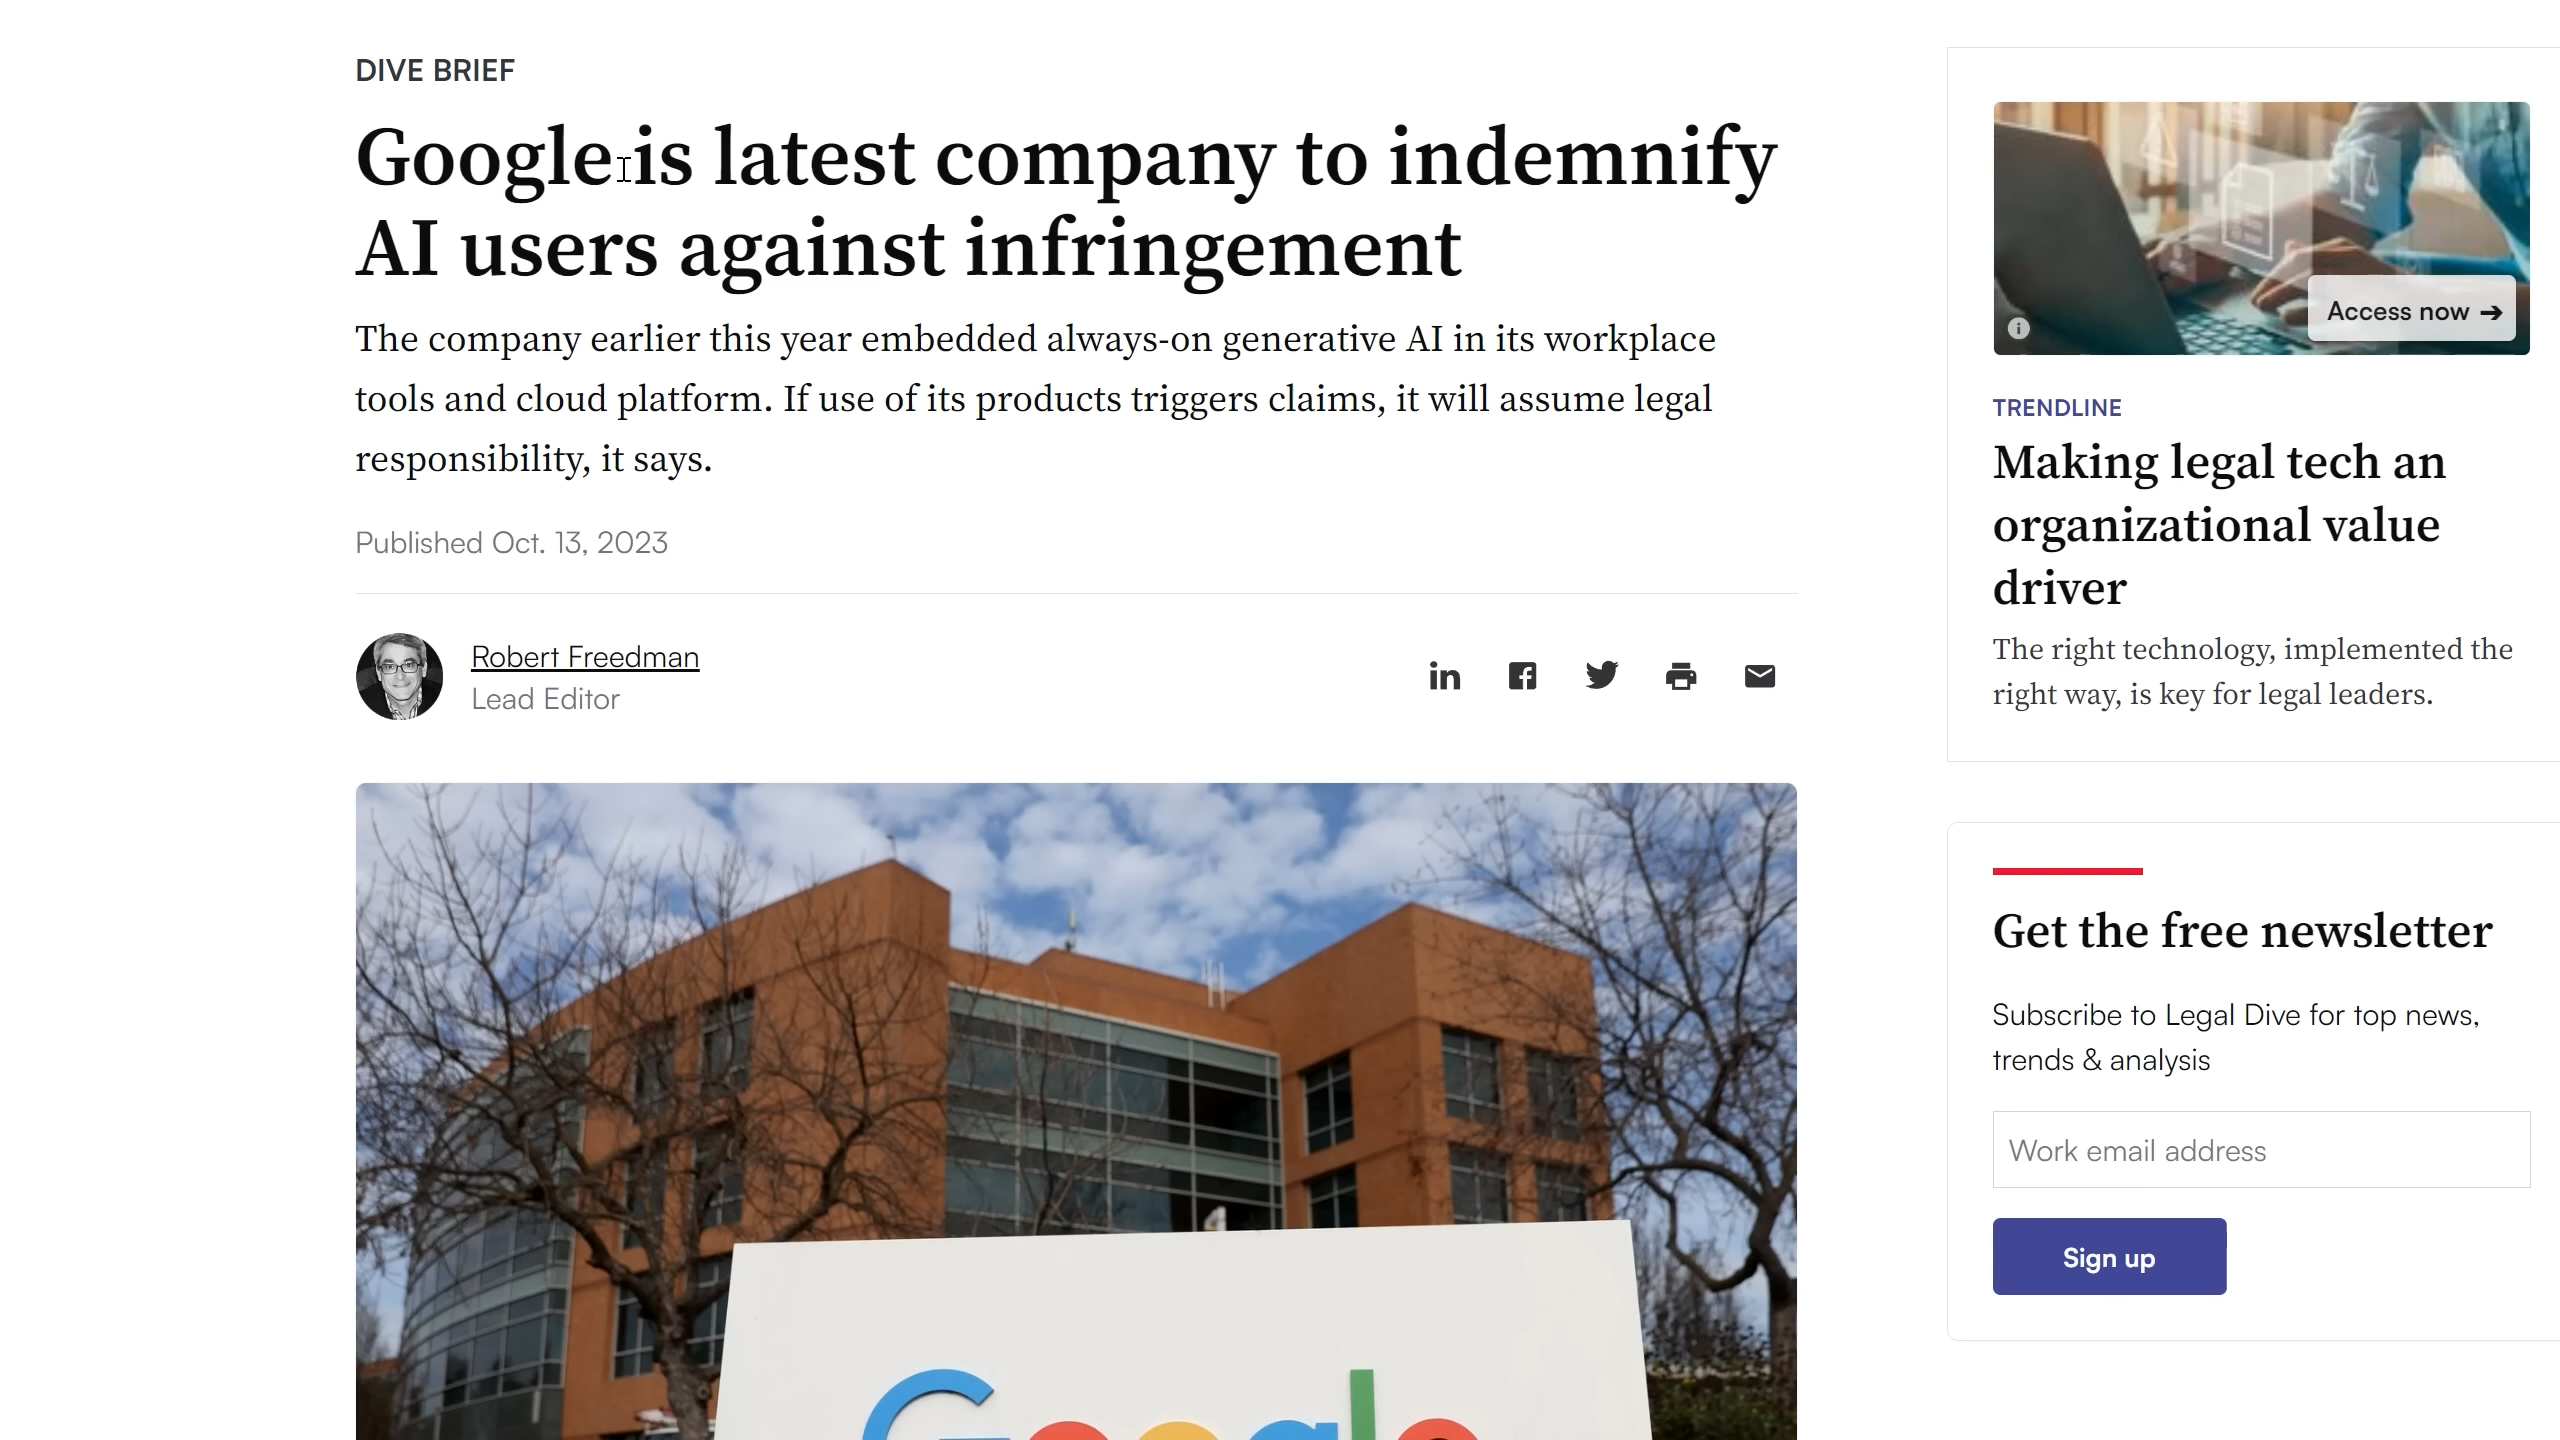 DIVE BRIEF
Google is latest company to indemnify
AI users against infringement
The company earlier this year embedded always-on generative AI in its workplace
tools and cloud platform. If use of its products triggers claims, it will assume legal
responsibility, it says.
Published Oct. 13, 2023
Robert Freedman
Lead Editor
Google
Access now
TRENDLINE
Making legal tech an
organizational value
driver
The right technology, implemented the
right way, is key for legal leaders.
Get the free newsletter
Subscribe to Legal Dive for top news,
trends & analysis
Work email address
Sign up